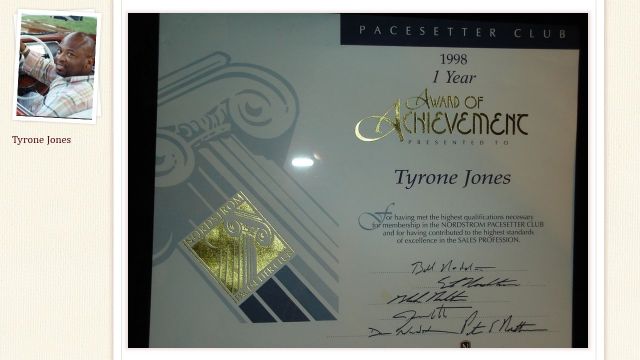 Tyrone Jones
PACESETTER CLUB
1998
1 Year
AWARD OF
ACHIEVEMENT
PRESENTED TO
Tyrone Jones
For having met the highest qualifications necessary
for membership in the NORDSTROM PACESETTER CLUB
and for having contributed to the highest standards
of excellence in the SALES PROFESSION.
NORDSTROM